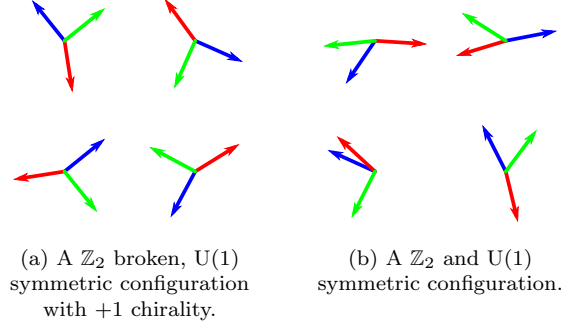 (a) A ℤ₂ broken, U(1)
symmetric configuration
with +1 chirality.
(b) A ℤ₂ and U(1)
symmetric configuration.